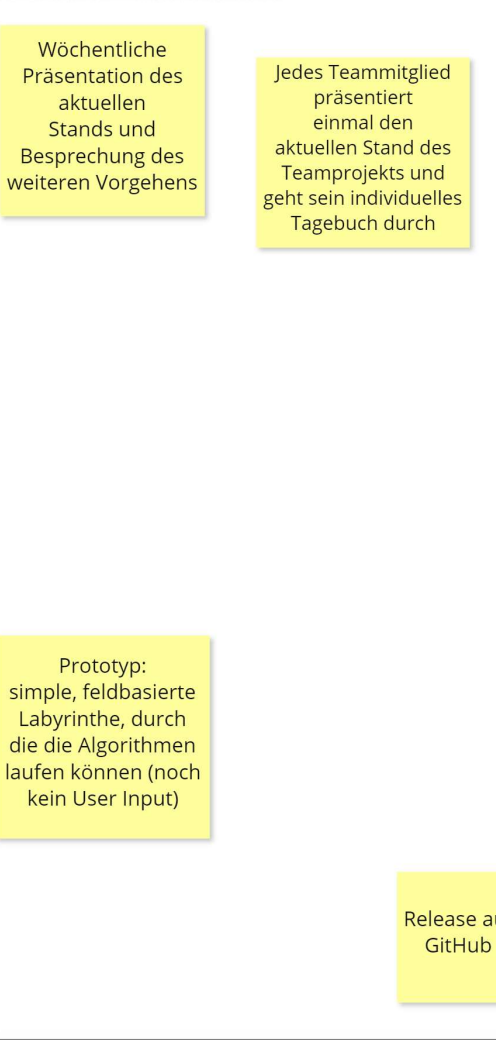 Wöchentliche
Präsentation des
aktuellen
Stands und
Besprechung des
weiteren Vorgehens
Jedes Teammitglied
präsentiert
einmal den
aktuellen Stand des
Teamprojekts und
geht sein individuelles
Tagebuch durch
Prototyp:
simple, feldbasierte
Labyrinthe, durch
die die Algorithmen
laufen können (noch
kein User Input)
Release
GitHub